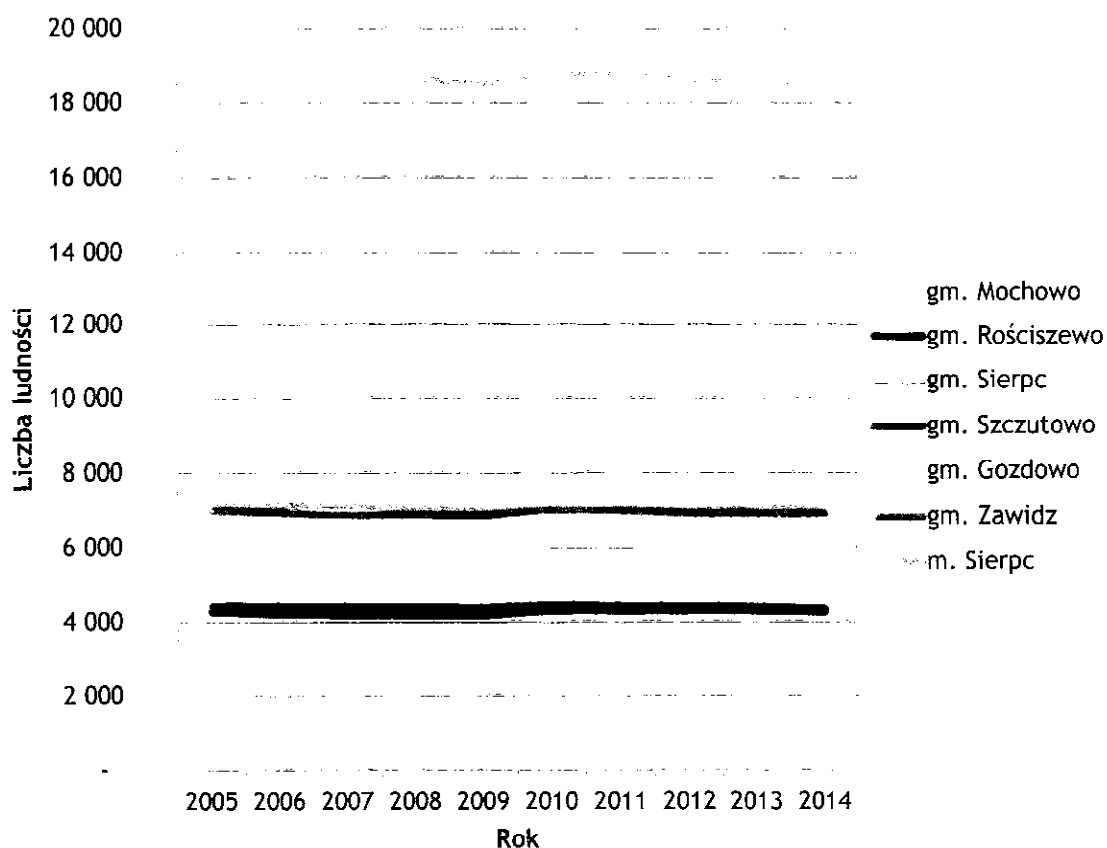 20 000
18 000
16 000
14 000
12 000
10 000
8 000
6 000
4 000
2 000
-
Liczba ludności
2005 2006 2007 2008 2009 2010 2011 2012 2013 2014
Rok
gm. Mochowo
gm. Rościszewo
gm. Sierpc
gm. Szczutowo
gm. Gozdowo
gm. Zawidz
m. Sierpc